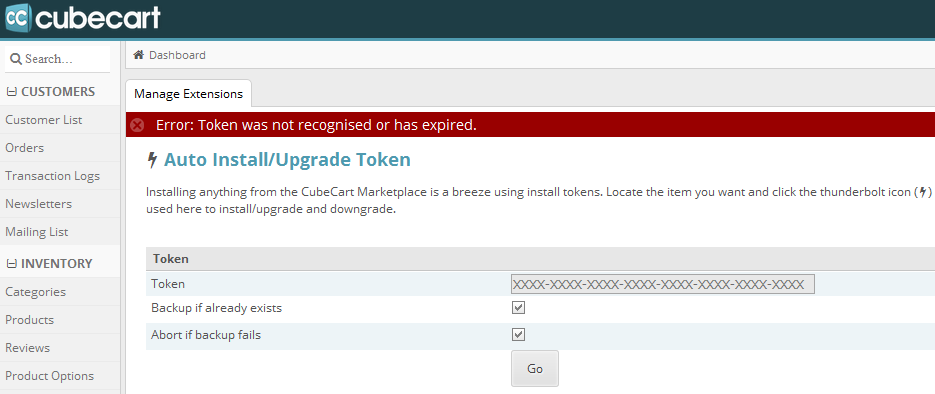 CC cubecart
Search...
CUSTOMERS
Customer List
Orders
Transaction Logs
Newsletters
Mailing List
INVENTORY
Categories
Products
Reviews
Product Options
Dashboard
Manage Extensions
Error: Token was not recognised or has expired.
Auto Install/Upgrade Token
Installing anything from the CubeCart Marketplace is a breeze using install tokens. Locate the item you want and click the thunderbolt icon ( )
used here to install/upgrade and downgrade.
Token
Token XXXX-XXXX-XXXX-XXXX-XXXX-XXXX-XXXX-XXXX
Backup if already exists
Abort if backup fails
Go